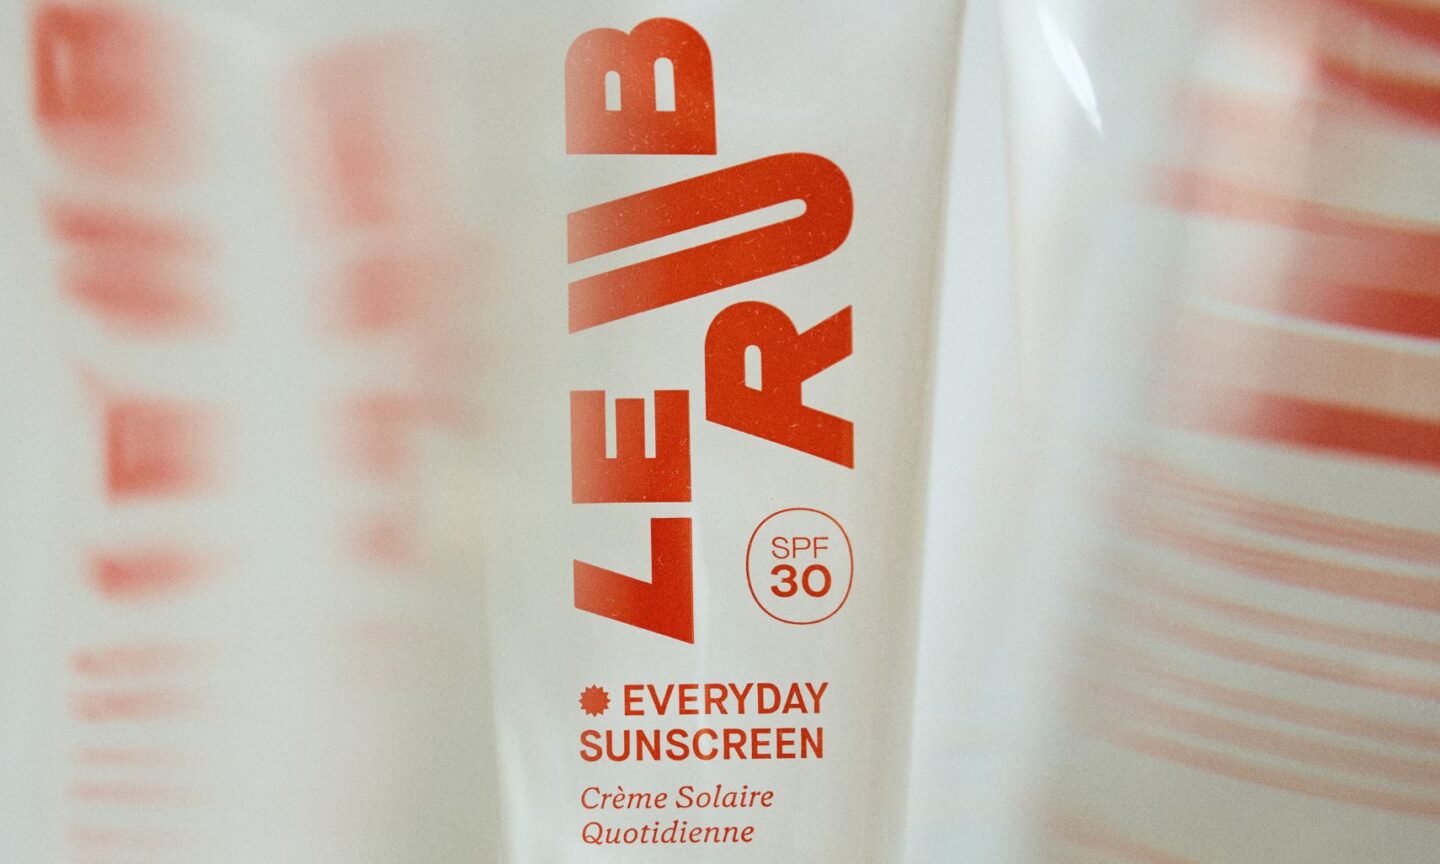 LE RUB
SPF
30
EVERYDAY
SUNSCREEN
Crème Solaire
Quotidienne